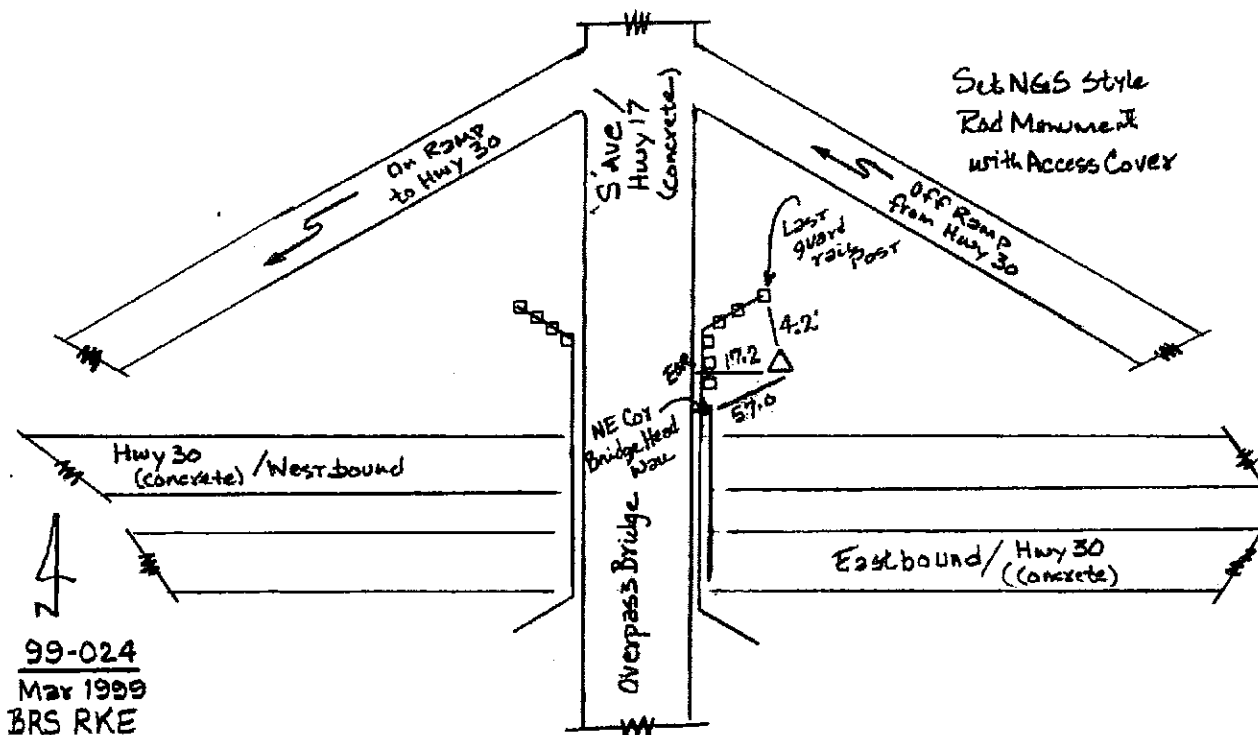 Set NGS Style
Rod Monument
with Access Cover
"S" Ave
Hwy 17
(concrete)
On Ramp
to Hwy 30
Off Ramp
from Hwy 30
Last
guard
rail
Post
4.2'
17.2
57.0
NE Cor
Bridge Head
Wall
Hwy 30
(concrete) / Westbound
Overpass Bridge
Eastbound / Hwy 30
(concrete)
99-024
Mar 1999
BRS RKE